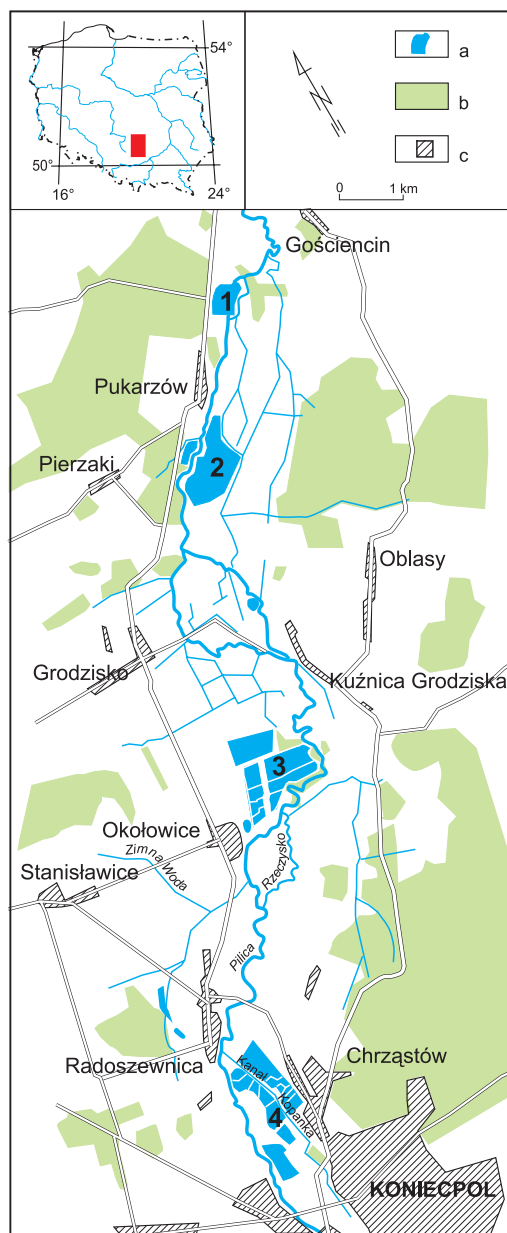 54°
50°
16°
24°
N
a
b
c
0 1 km
Gościencin
1
Pukarzów
2
Pierzaki
Oblasy
Grodzisko
Kuźnica Grodziska
3
Okołowice
Zimna Woda
Rzeczysko
Stanisławice
Pilica
Radoszewnica
Chrząstów
Kanał Kopanka
4
KONIECPOL